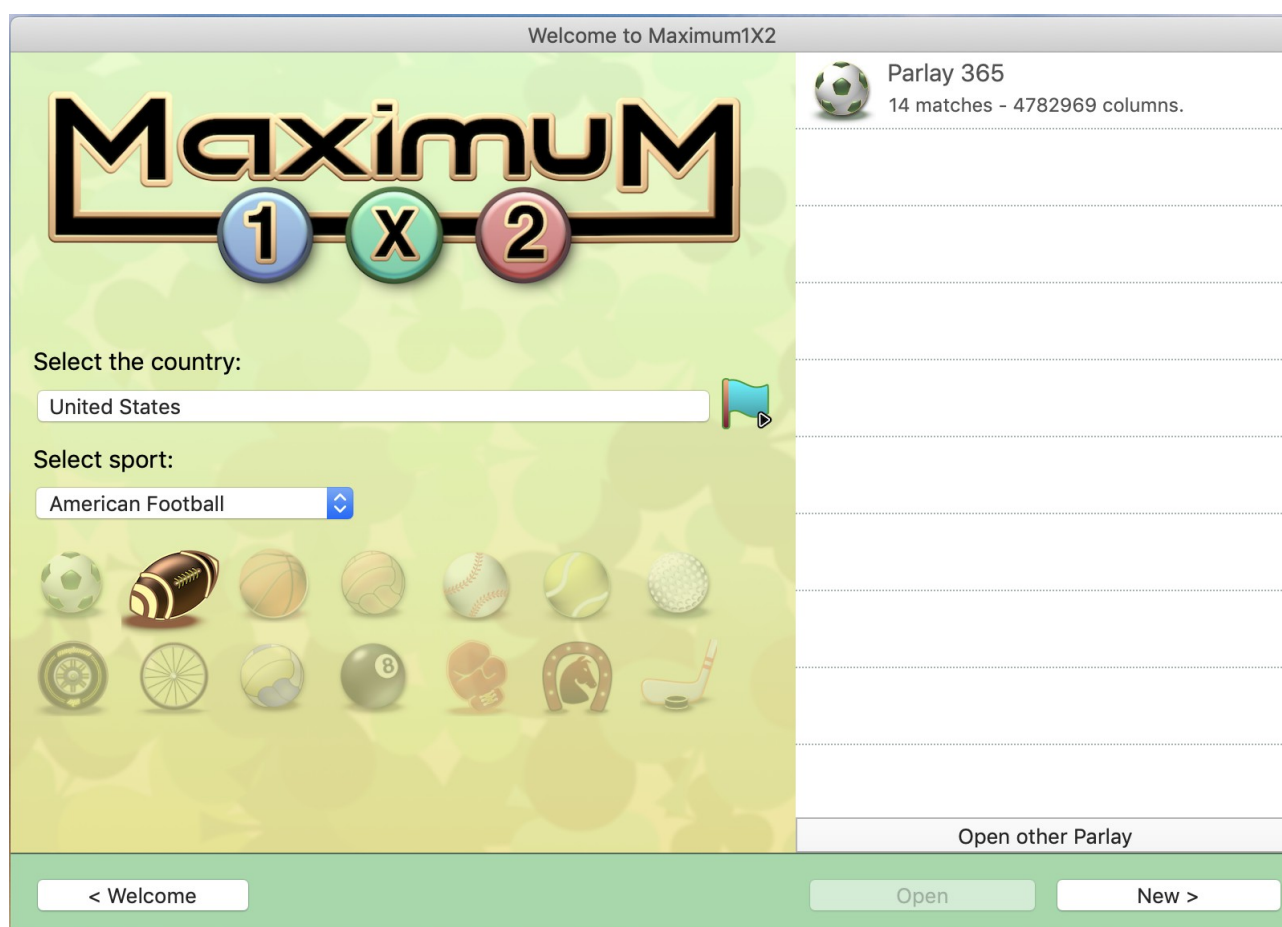 Welcome to Maximum1X2
MaximuM
1 X 2
Select the country:
United States
Select sport:
American Football
8
Parlay 365
14 matches - 4782969 columns.
Open other Parlay
< Welcome
Open
New >